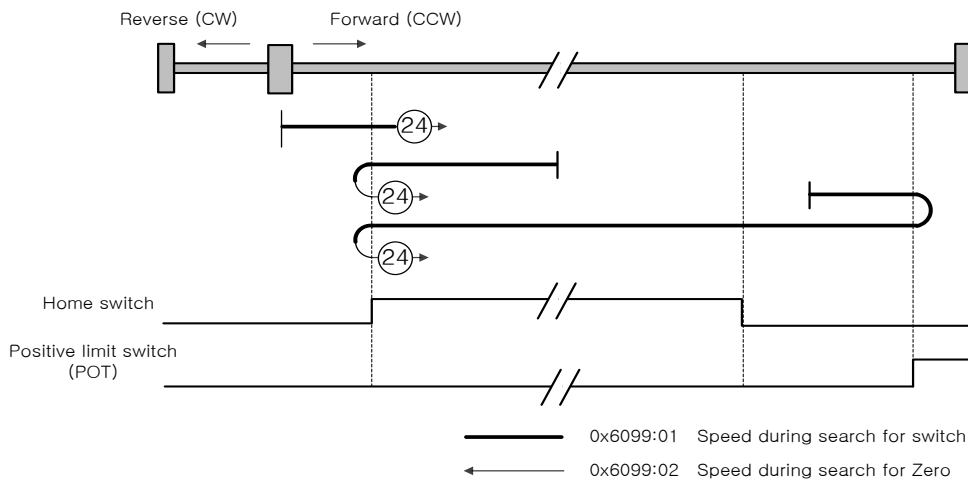 Reverse (CW)
Forward (CCW)
24
24
24
Home switch
Positive limit switch
(POT)
0x6099:01 Speed during search for switch
0x6099:02 Speed during search for Zero